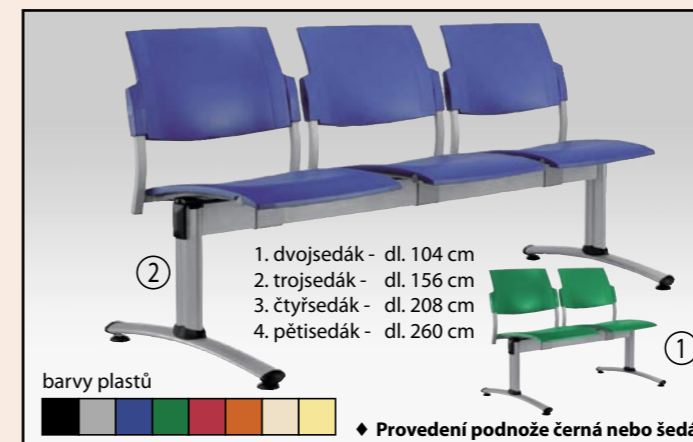 1. dvojsedák - dl. 104 cm
2. trojsedák - dl. 156 cm
3. čtyřsedák - dl. 208 cm
4. pětisedák - dl. 260 cm
②
①
barvy plastů
♦ Provedení podnože černá nebo šedá